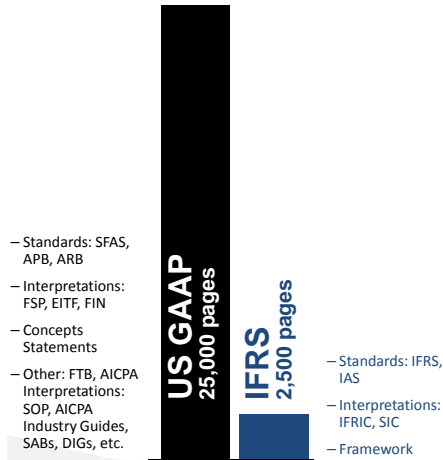 – Standards: SFAS,
APB, ARB
– Interpretations:
FSP, EITF, FIN
– Concepts
Statements
– Other: FTB, AICPA
Interpretations:
SOP, AICPA
Industry Guides,
SABs, DIGs, etc.
US GAAP
25,000 pages
IFRS
2,500 pages
– Standards: IFRS,
IAS
– Interpretations:
IFRIC, SIC
– Framework